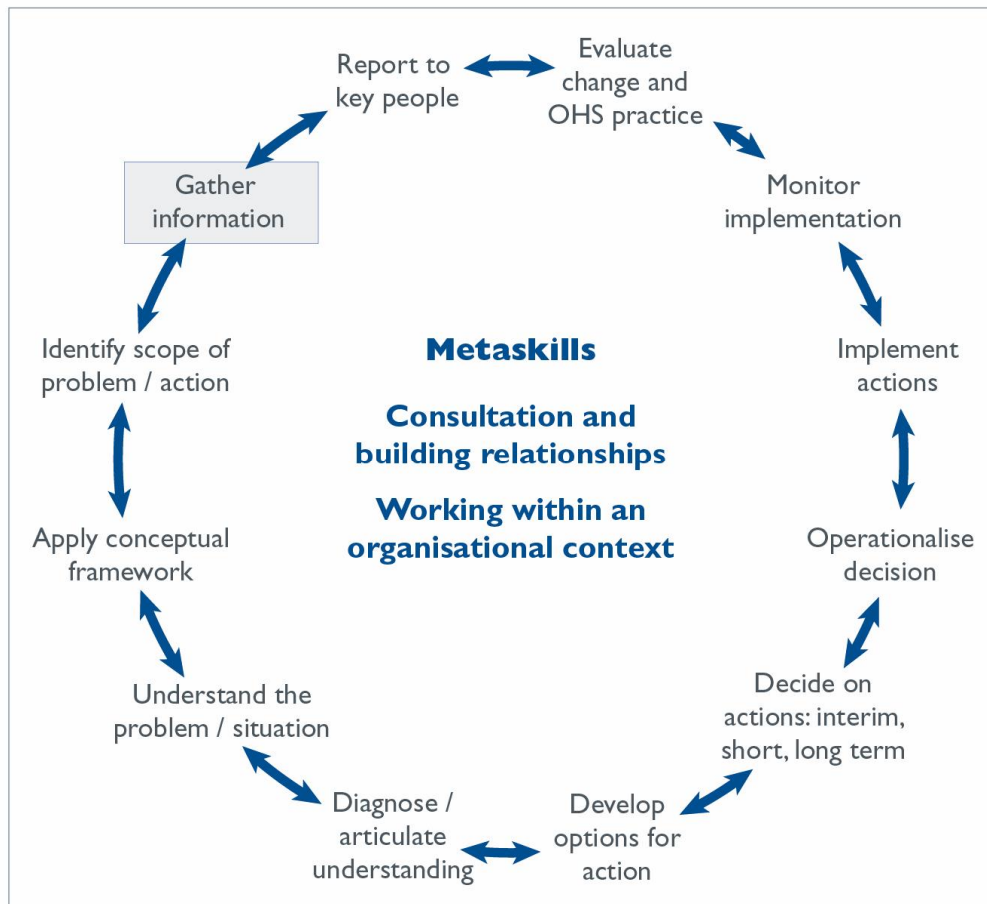 Report to
key people
Evaluate
change and
OHS practice
Gather
information
Monitor
implementation
Identify scope of
problem / action
Metaskills
Implement
actions
Consultation and
building relationships
Working within an
organisational context
Apply conceptual
framework
Operationalise
decision
Understand the
problem / situation
Decide on
actions: interim,
short, long term
Diagnose /
articulate
understanding
Develop
options for
action